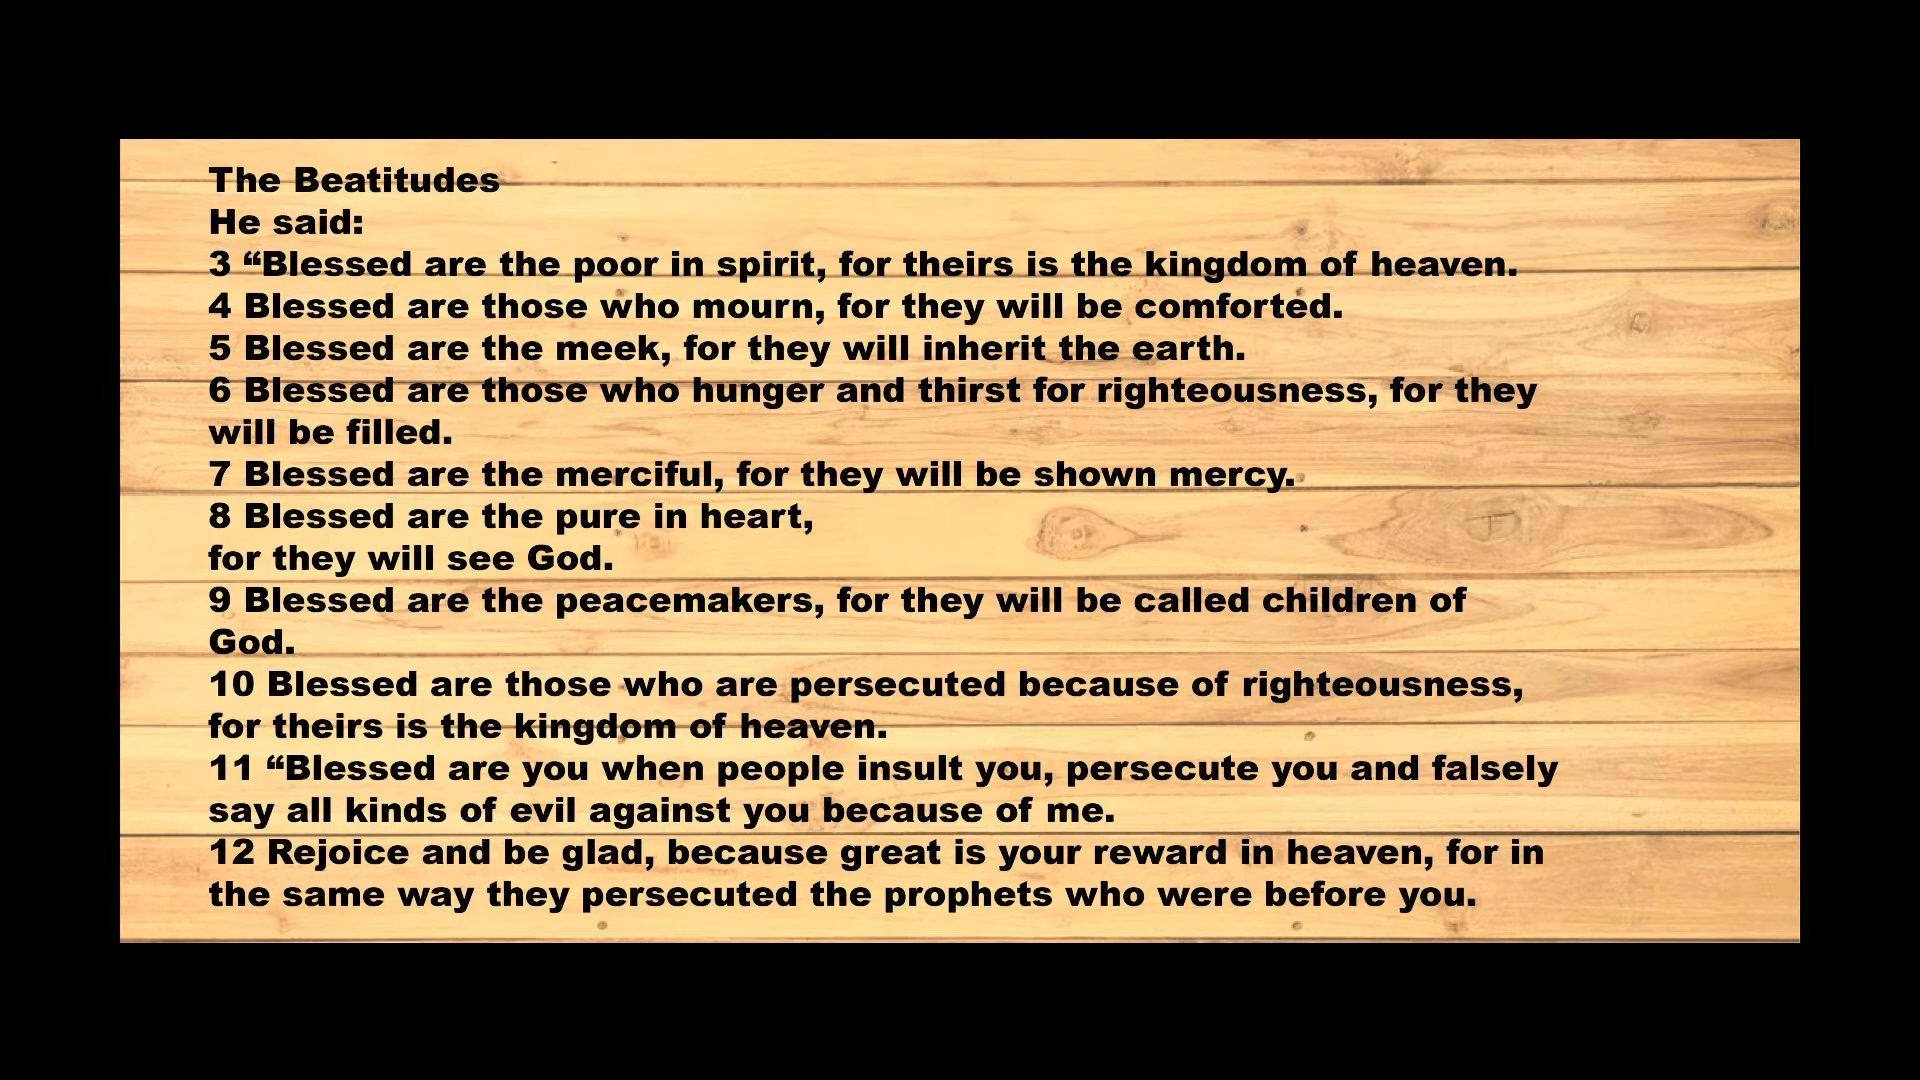 The Beatitudes
He said:
3 “Blessed are the poor in spirit, for theirs is the kingdom of heaven.
4 Blessed are those who mourn, for they will be comforted.
5 Blessed are the meek, for they will inherit the earth.
6 Blessed are those who hunger and thirst for righteousness, for they
will be filled.
7 Blessed are the merciful, for they will be shown mercy.
8 Blessed are the pure in heart,
for they will see God.
9 Blessed are the peacemakers, for they will be called children of
God.
10 Blessed are those who are persecuted because of righteousness,
for theirs is the kingdom of heaven.
11 “Blessed are you when people insult you, persecute you and falsely
say all kinds of evil against you because of me.
12 Rejoice and be glad, because great is your reward in heaven, for in
the same way they persecuted the prophets who were before you.